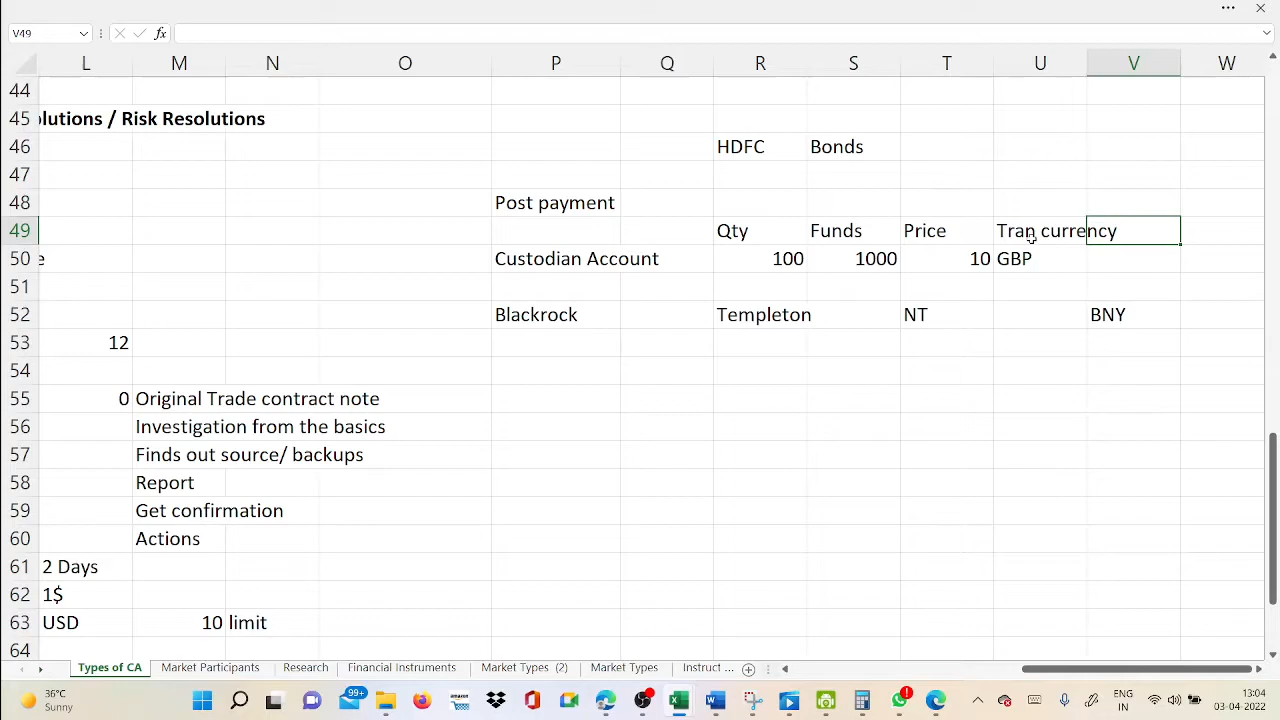 V49
fx
L M N O P Q R S T U V W
44
45 olutions / Risk Resolutions
46 HDFC Bonds
47
48 Post payment
49 Qty Funds Price Tran currency
50 e Custodian Account 100 1000 10 GBP
51
52 Blackrock Templeton NT BNY
53 12
54
55 0 Original Trade contract note
56 Investigation from the basics
57 Finds out source/ backups
58 Report
59 Get confirmation
60 Actions
61 2 Days
62 1$
63 USD 10 limit
64
Types of CA Market Participants Research Financial Instruments Market Types (2) Market Types Instruct ...
36°C
Sunny
99+
amazon
ENG
IN
13:04
03-04-2022